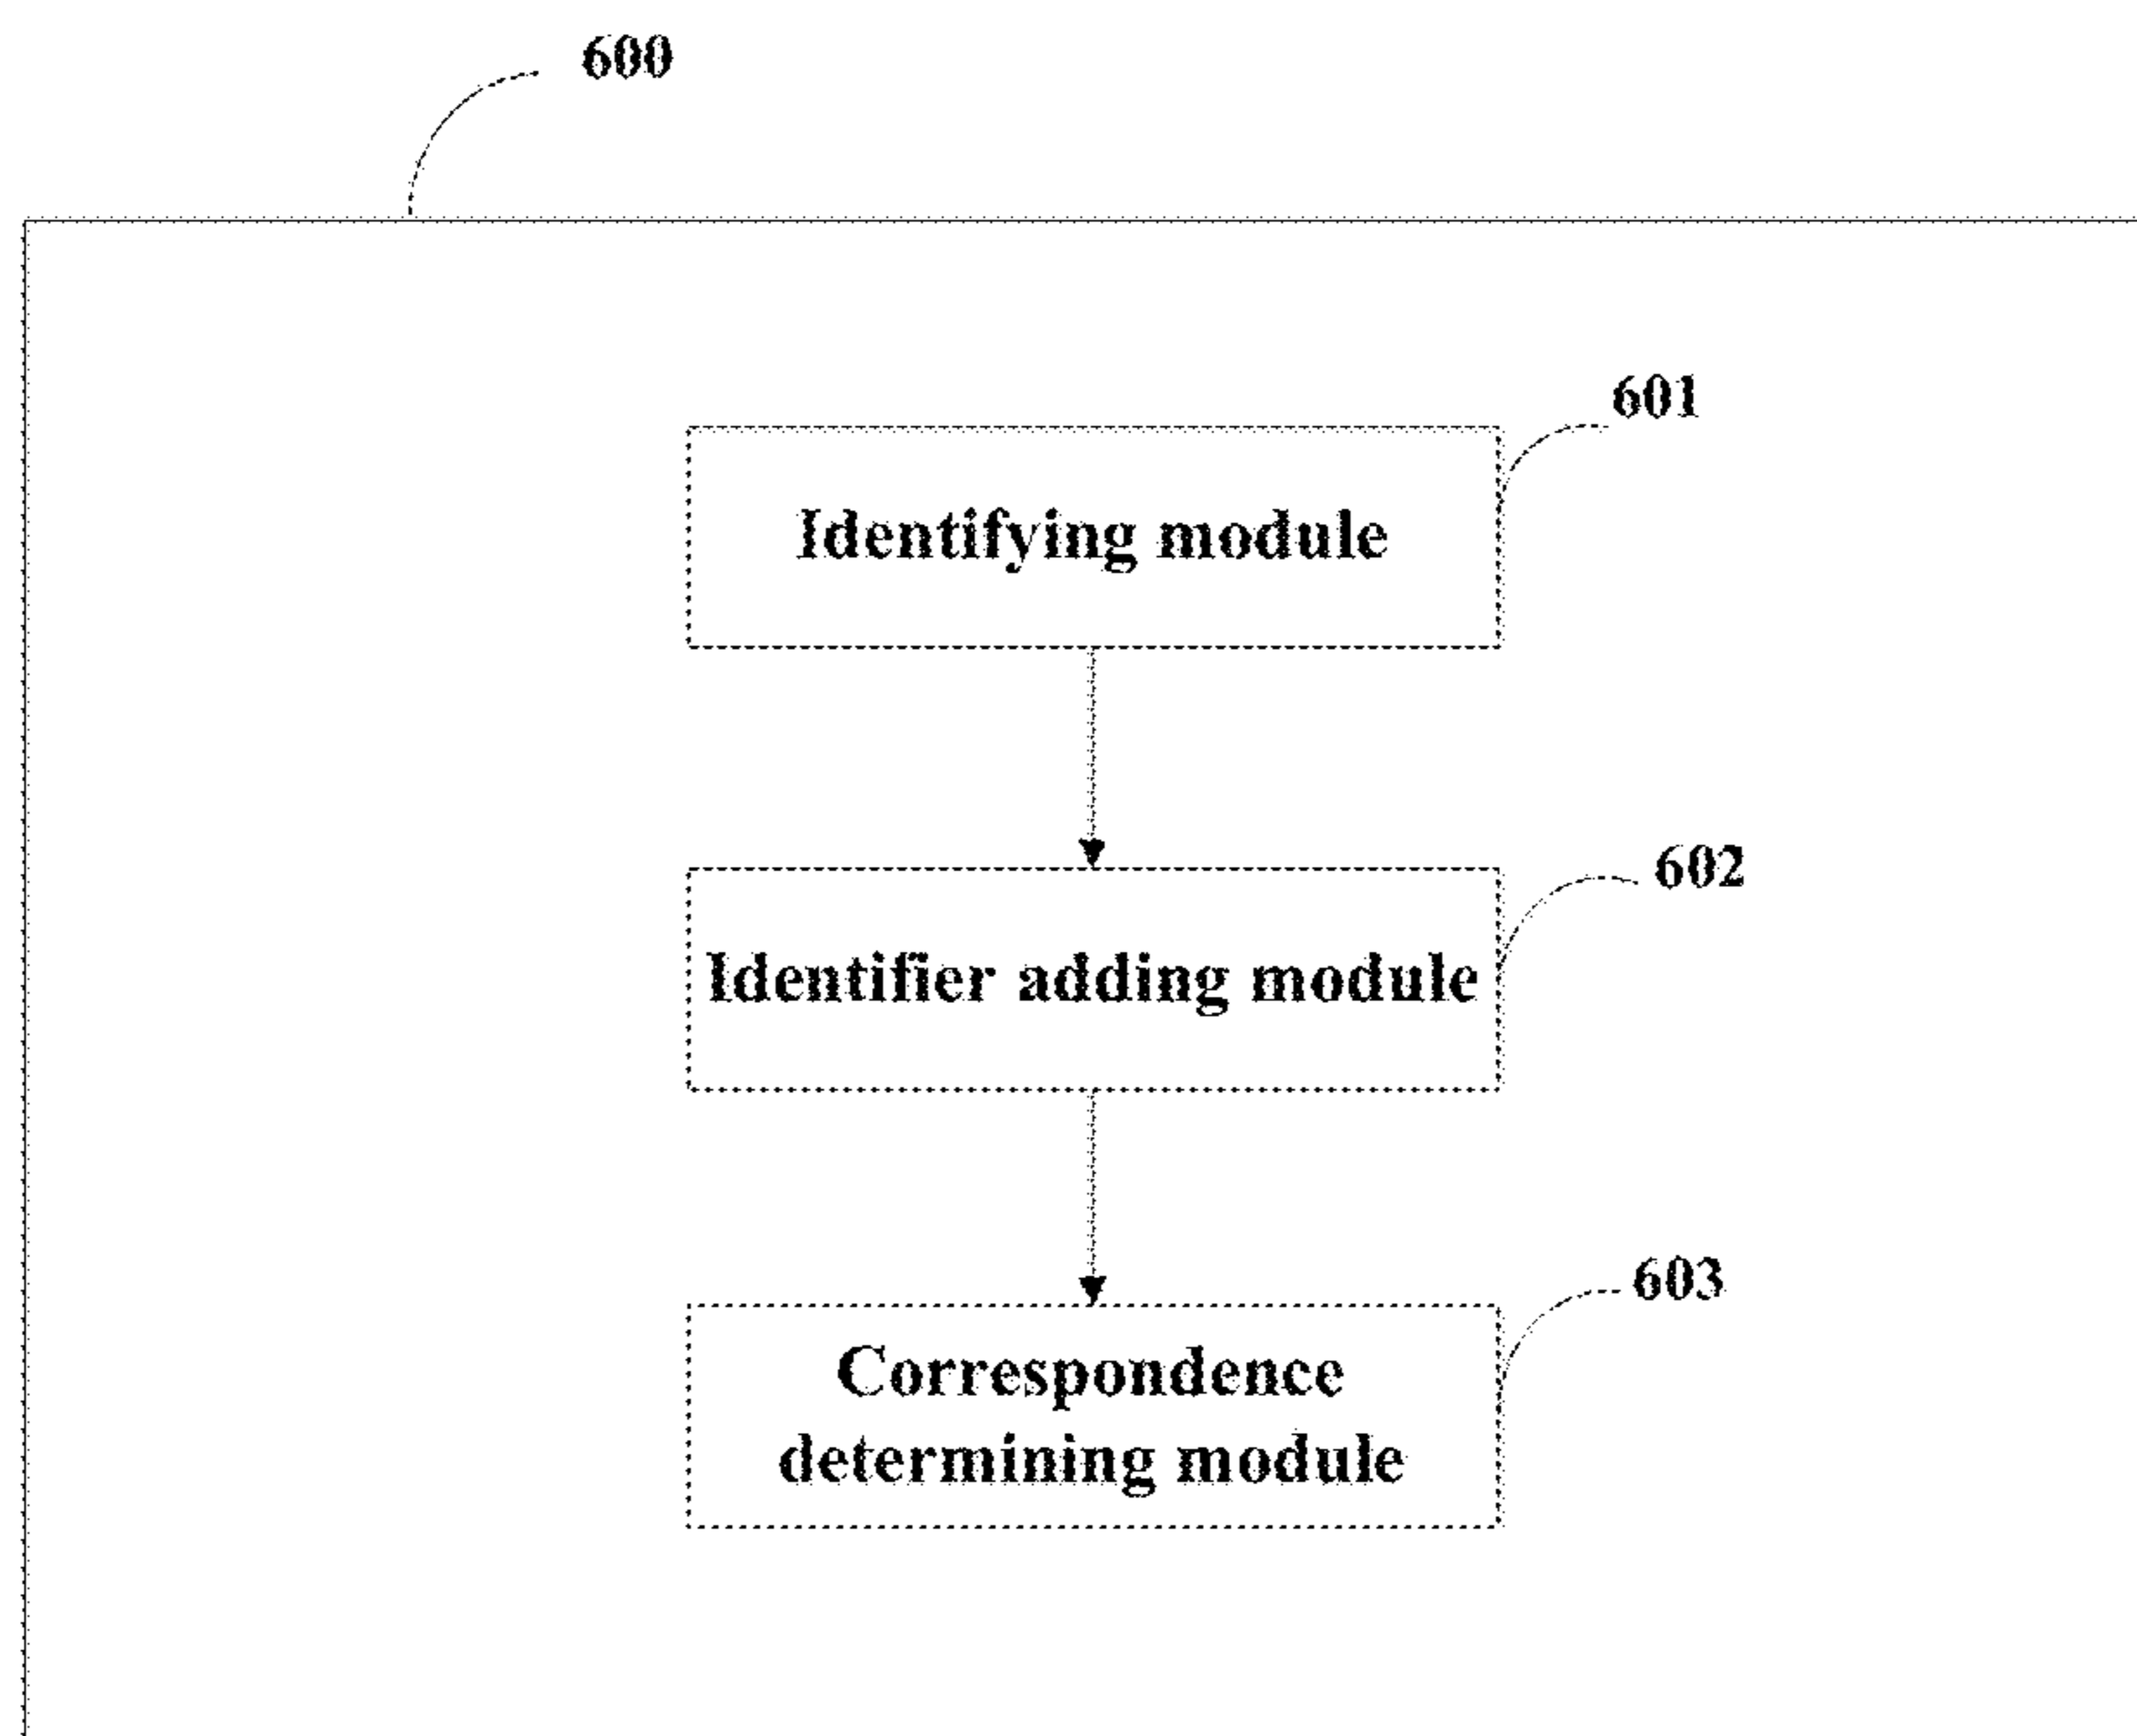 600
601
Identifying module
602
Identifier adding module
603
Correspondence
determining module